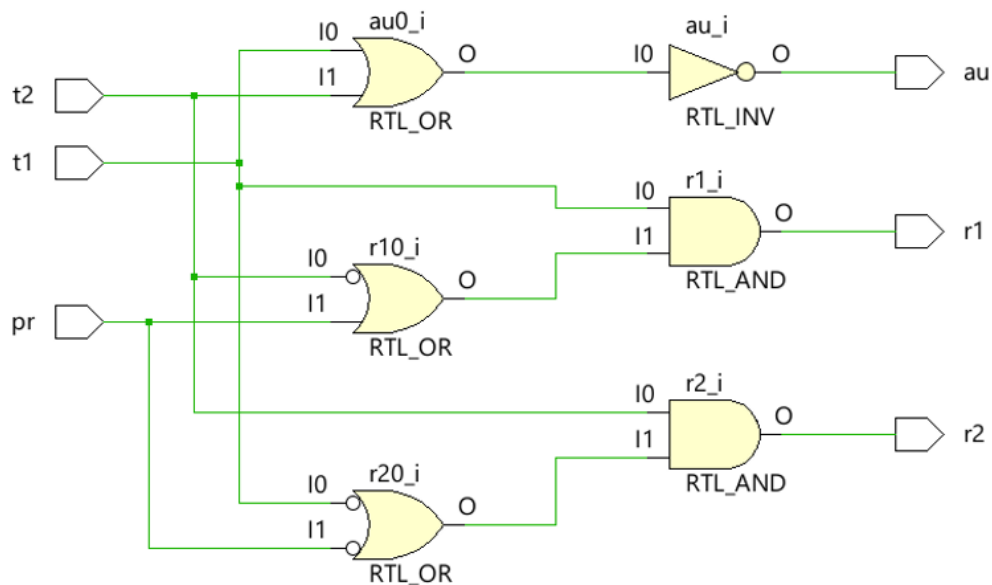 au0_i
au_i
I0
O
I0
O
t2
I1
au
RTL_OR
RTL_INV
t1
r1_i
I0
O
r10_i
I1
r1
I0
O
RTL_AND
pr
I1
RTL_OR
r2_i
I0
O
r20_i
I1
r2
I0
O
RTL_AND
I1
RTL_OR